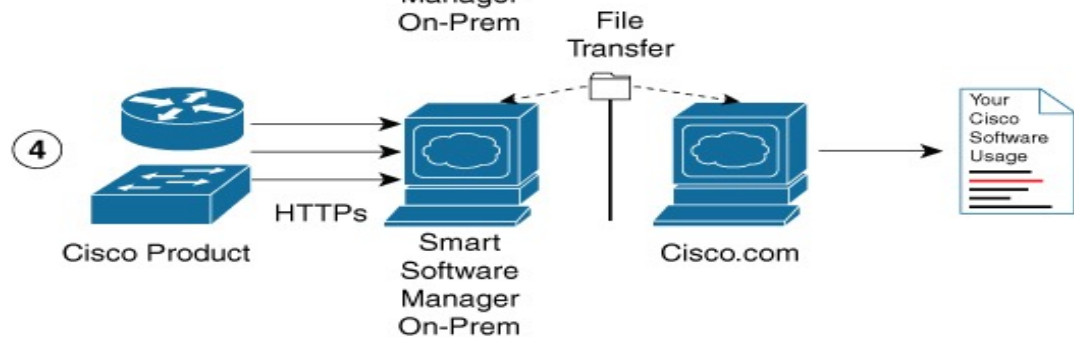 Manager
On-Prem
File
Transfer
4
HTTPs
Cisco Product
Smart
Software
Manager
On-Prem
Cisco.com
Your
Cisco
Software
Usage